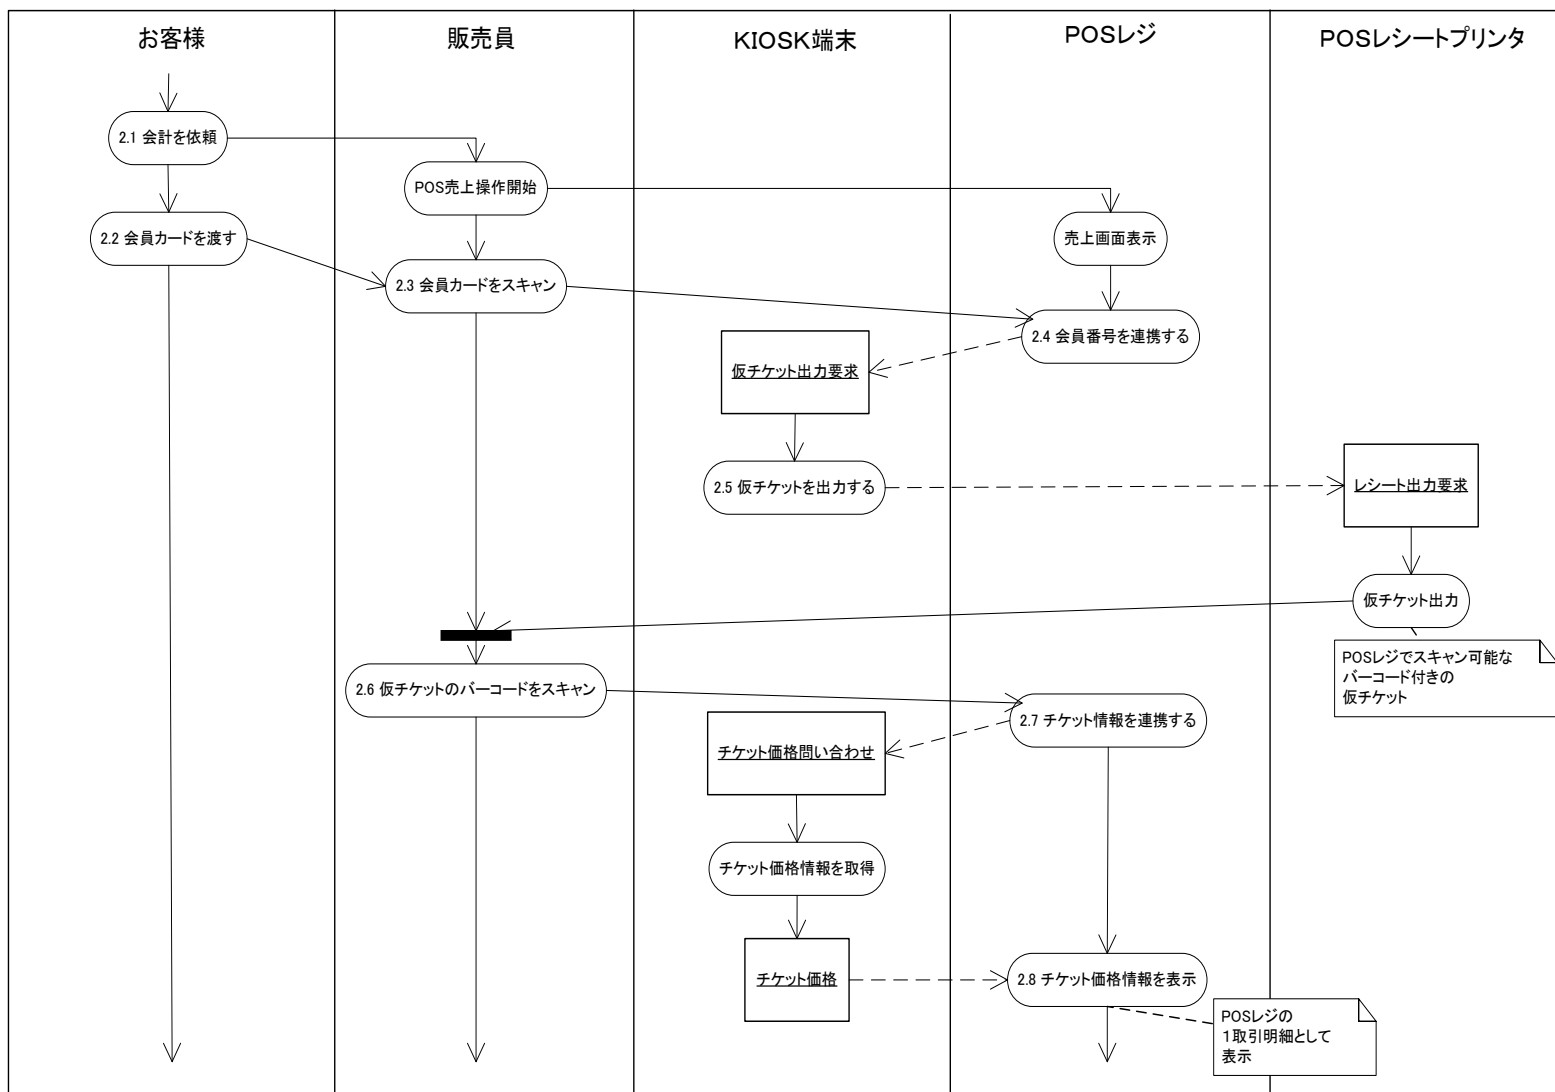 お客様
販売員
KIOSK端末
POSレジ
POSレシートプリンタ
2.1 会計を依頼
POS売上操作開始
2.2 会員カードを渡す
売上画面表示
2.3 会員カードをスキャン
2.4 会員番号を連携する
仮チケット出力要求
2.5 仮チケットを出力する
レシート出力要求
仮チケット出力
POSレジでスキャン可能な
バーコード付きの
仮チケット
2.6 仮チケットのバーコードをスキャン
2.7 チケット情報を連携する
チケット価格問い合わせ
チケット価格情報を取得
チケット価格
2.8 チケット価格情報を表示
POSレジの
1取引明細として
表示